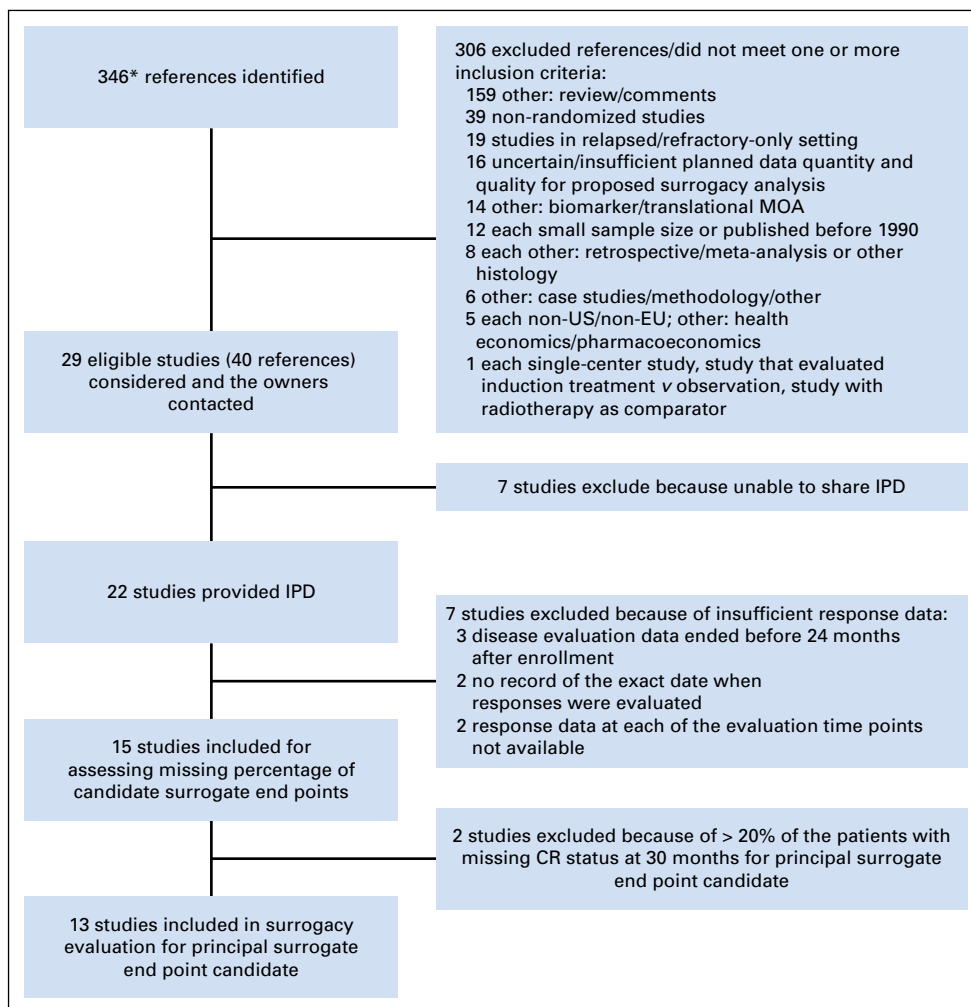 346* references identified
306 excluded references/did not meet one or more
inclusion criteria:
159 other: review/comments
39 non-randomized studies
19 studies in relapsed/refractory-only setting
16 uncertain/insufficient planned data quantity and
quality for proposed surrogacy analysis
14 other: biomarker/translational MOA
12 each small sample size or published before 1990
8 each other: retrospective/meta-analysis or other
histology
6 other: case studies/methodology/other
5 each non-US/non-EU; other: health
economics/pharmacoeconomics
1 each single-center study, study that evaluated
induction treatment v observation, study with
radiotherapy as comparator
29 eligible studies (40 references)
considered and the owners
contacted
7 studies exclude because unable to share IPD
22 studies provided IPD
7 studies excluded because of insufficient response data:
3 disease evaluation data ended before 24 months
after enrollment
2 no record of the exact date when
responses were evaluated
2 response data at each of the evaluation time points
not available
15 studies included for
assessing missing percentage of
candidate surrogate end points
2 studies excluded because of > 20% of the patients with
missing CR status at 30 months for principal surrogate
end point candidate
13 studies included in surrogacy
evaluation for principal surrogate
end point candidate